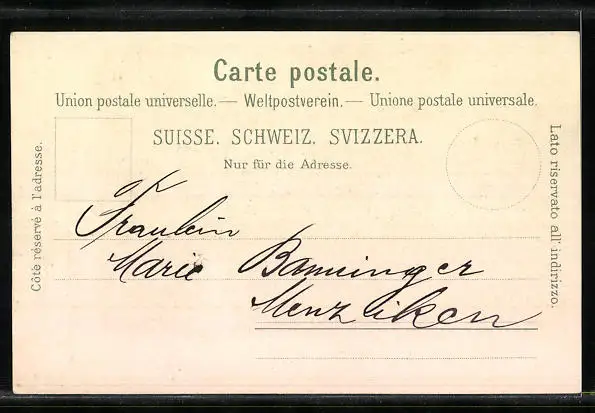 Carte postale.
Union postale universelle. — Weltpostverein. — Unione postale universale.
SUISSE. SCHWEIZ. SVIZZERA.
Nur für die Adresse.
Côté réservé à l'adresse.
Lato riservato all' indirizzo.
Fräulein
Marie
Menziken